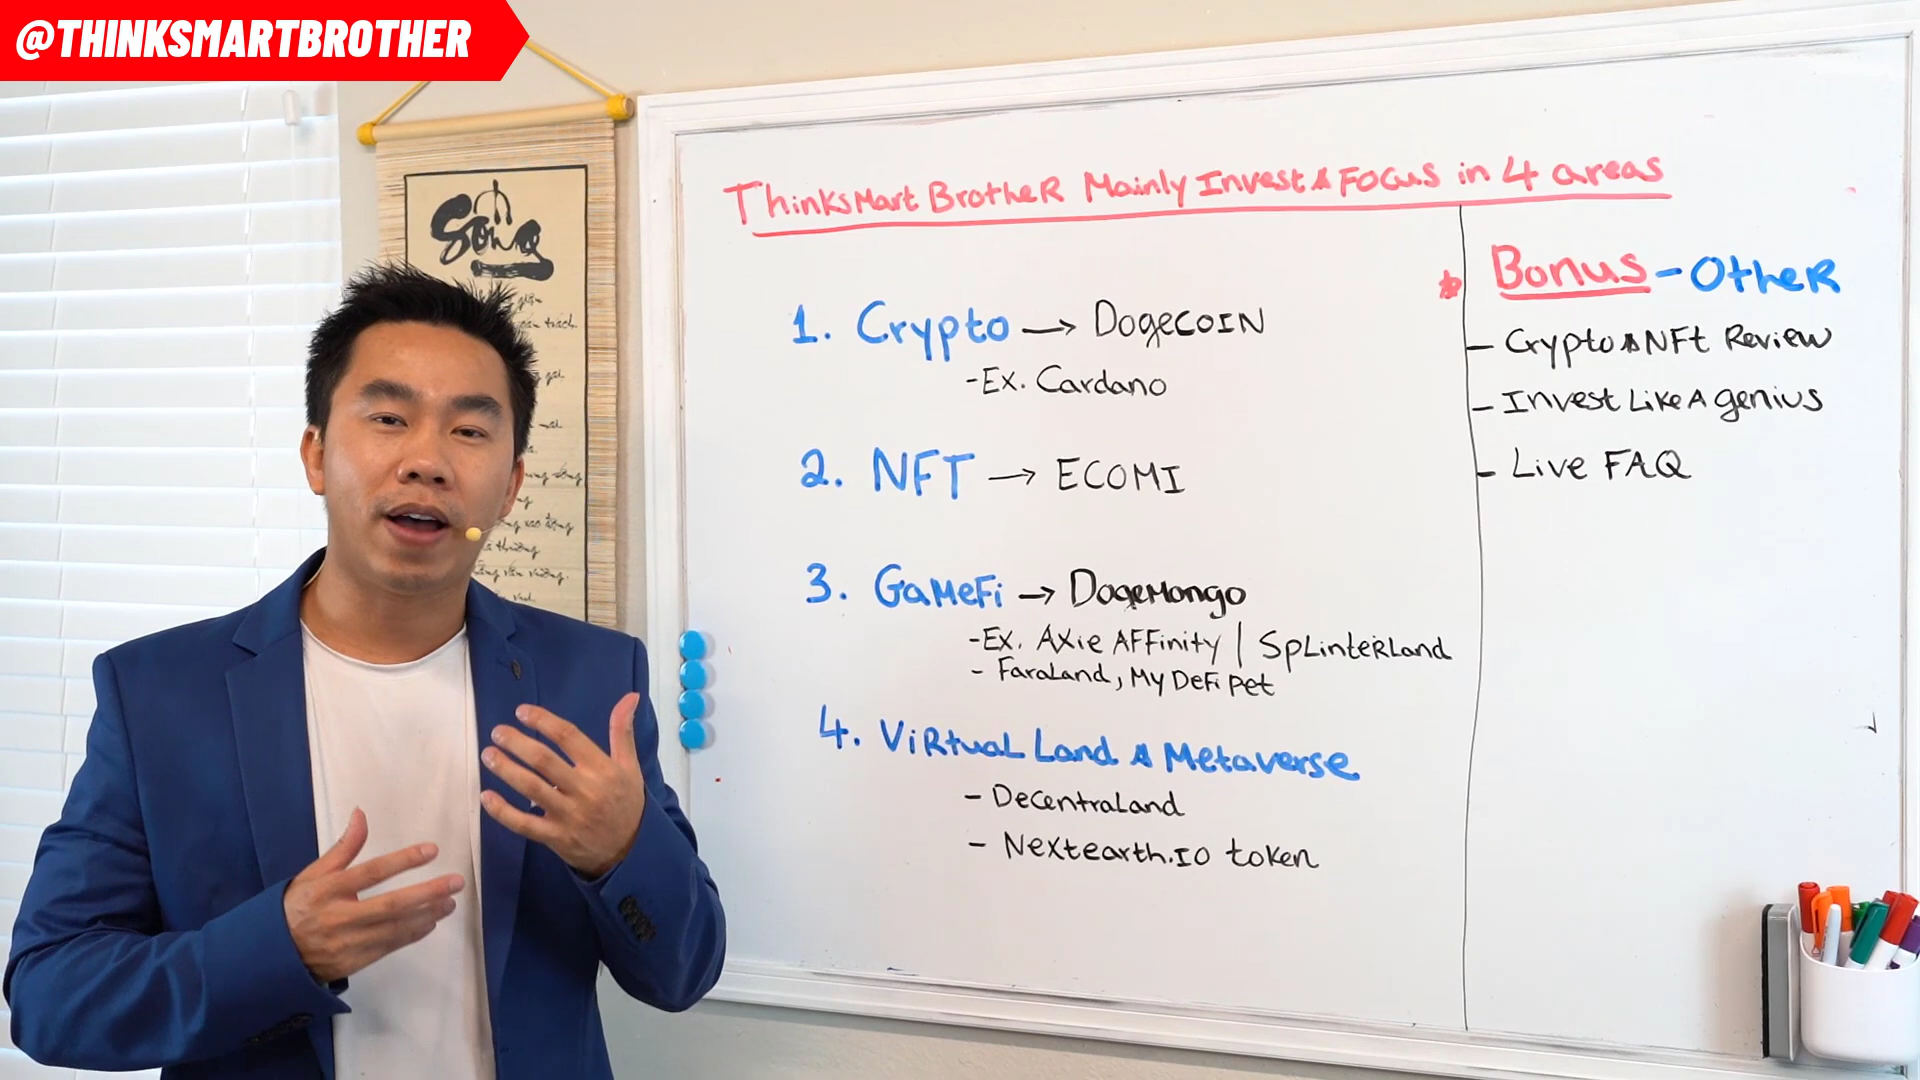 @THINKSMARTBROTHER
Sống
ThinkSMart BrotheR Mainly Invest & Focus in 4 areas
1. Crypto → DogecoIN
-Ex. Cardano
2. NFT → ECOMI
3. GaMeFi → DogeMongo
-Ex. AXie AFFinity | SpLinteRLand
- FaraLand, My DeFi Pet
4. ViRtuaL Land & Metaverse
- DecentraLand
- Nextearth.IO token
Bonus - OtheR
- Crypto & NFt Review
- Invest Like A genius
- Live FAQ